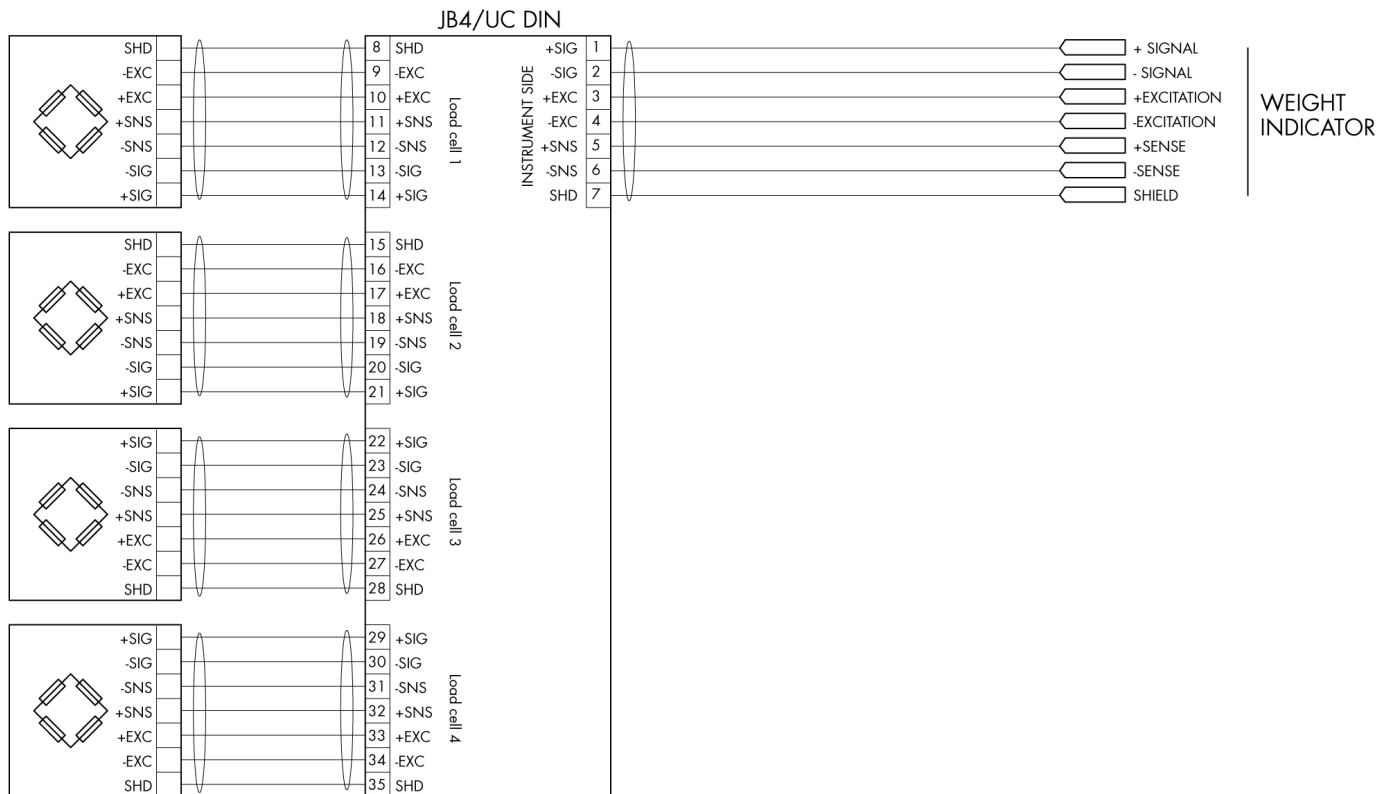 JB4/UC DIN
SHD 8 SHD
-EXC 9 -EXC
+EXC 10 +EXC
+SNS 11 +SNS
-SNS 12 -SNS
-SIG 13 -SIG
+SIG 14 +SIG
Load cell 1
INSTRUMENT SIDE
+SIG 1 + SIGNAL
-SIG 2 - SIGNAL
+EXC 3 +EXCITATION
-EXC 4 -EXCITATION
+SNS 5 +SENSE
-SNS 6 -SENSE
SHD 7 SHIELD
WEIGHT
INDICATOR
SHD 15 SHD
-EXC 16 -EXC
+EXC 17 +EXC
+SNS 18 +SNS
-SNS 19 -SNS
-SIG 20 -SIG
+SIG 21 +SIG
Load cell 2
+SIG 22 +SIG
-SIG 23 -SIG
-SNS 24 -SNS
+SNS 25 +SNS
+EXC 26 +EXC
-EXC 27 -EXC
SHD 28 SHD
Load cell 3
+SIG 29 +SIG
-SIG 30 -SIG
-SNS 31 -SNS
+SNS 32 +SNS
+EXC 33 +EXC
-EXC 34 -EXC
SHD 35 SHD
Load cell 4